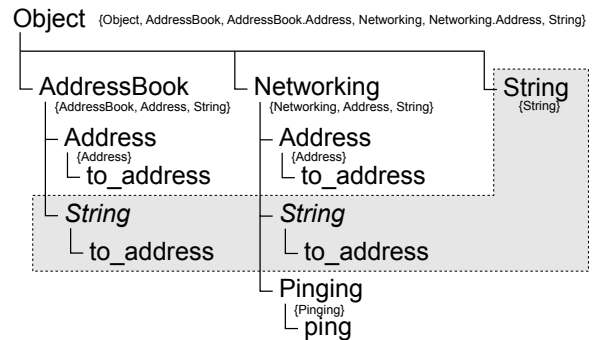 Object {Object, AddressBook, AddressBook.Address, Networking, Networking.Address, String}
AddressBook Networking String
{AddressBook, Address, String} {Networking, Address, String} {String}
Address Address
{Address} {Address}
to_address to_address
String String
to_address to_address
Pinging
{Pinging}
ping